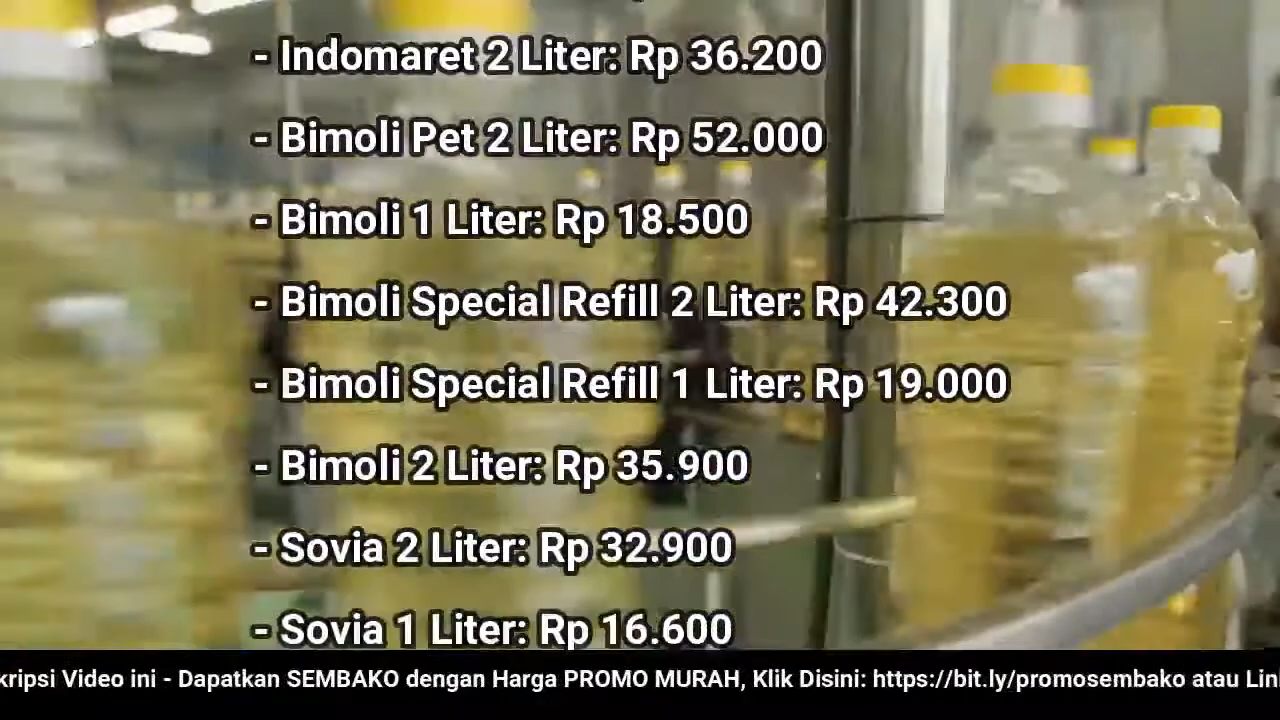 - Indomaret 2 Liter: Rp 36.200
- Bimoli Pet 2 Liter: Rp 52.000
- Bimoli 1 Liter: Rp 18.500
- Bimoli Special Refill 2 Liter: Rp 42.300
- Bimoli Special Refill 1 Liter: Rp 19.000
- Bimoli 2 Liter: Rp 35.900
- Sovia 2 Liter: Rp 32.900
- Sovia 1 Liter: Rp 16.600
kripsi Video ini - Dapatkan SEMBAKO dengan Harga PROMO MURAH, Klik Disini: https://bit.ly/promosembako atau Lin